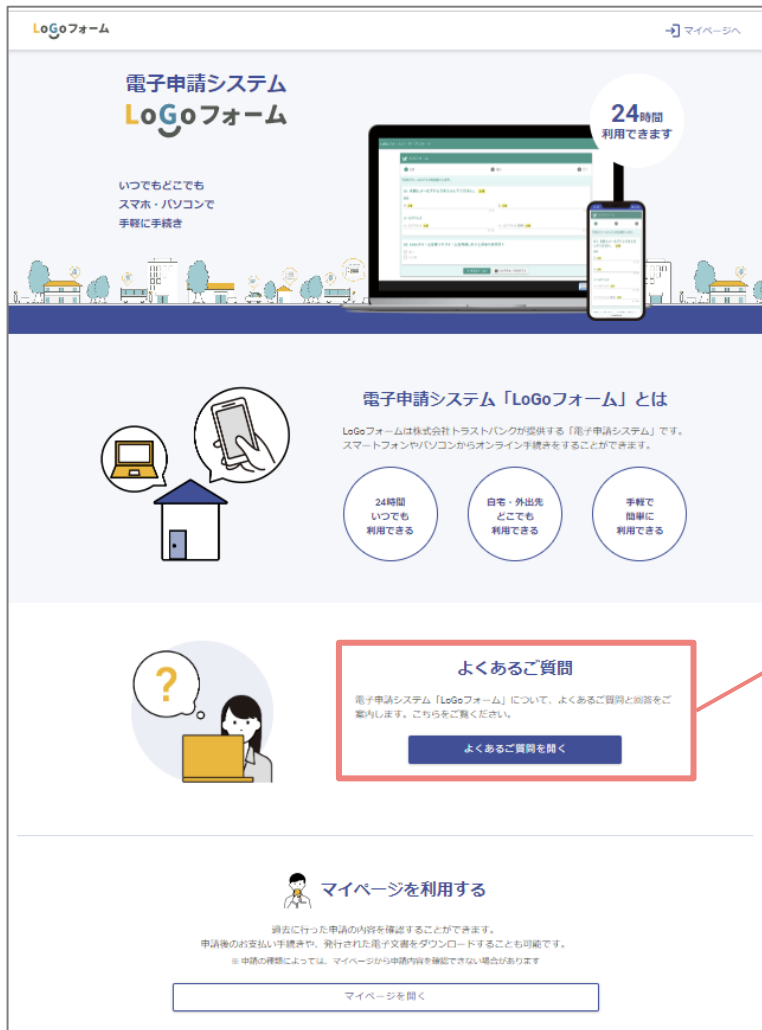 LoGoフォーム
マイページへ
電子申請システム
LoGoフォーム
24時間
利用できます
いつでもどこでも
スマホ・パソコンで
手軽に手続き
電子申請システム「LoGoフォーム」とは
LoGoフォームは株式会社トラストバンクが提供する「電子申請システム」です。
スマートフォンやパソコンからオンライン手続きをすることができます。
24時間
いつでも
利用できる
自宅・外出先
どこでも
利用できる
手軽で
簡単に
利用できる
?
よくあるご質問
電子申請システム「LoGoフォーム」について、よくあるご質問と回答をご
案内します。こちらをご覧ください。
よくあるご質問を開く
マイページを利用する
過去に行った申請の内容を確認することができます。
申請後のお支払い手続きや、発行された電子文書をダウンロードすることも可能です。
※ 申請の種類によっては、マイページから申請内容を確認できない場合があります
マイページを開く